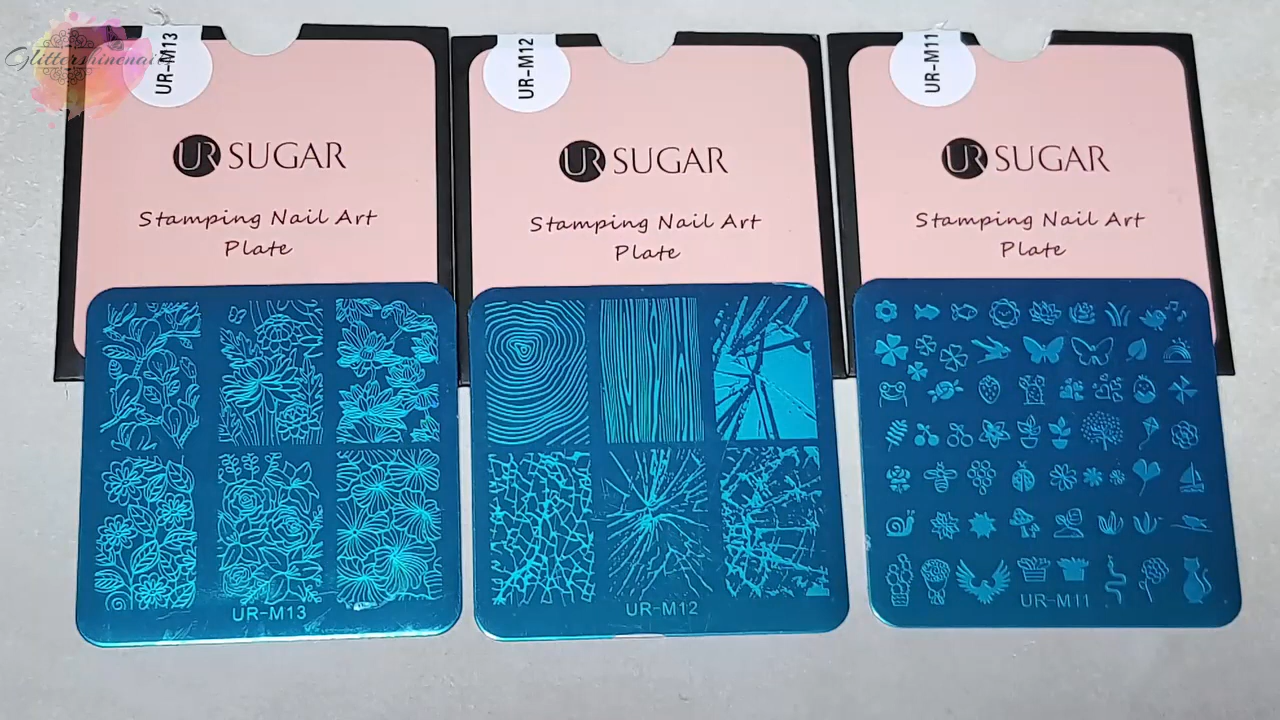 Glittershinenails
UR-M13
UR SUGAR
Stamping Nail Art
Plate
UR-M13
UR-M12
UR SUGAR
Stamping Nail Art
Plate
UR-M12
UR-M11
UR SUGAR
Stamping Nail Art
Plate
UR-M11